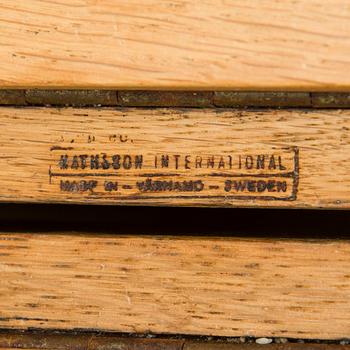 MATHSSON INTERNATIONAL
MADE IN - VÄRNAMO - SWEDEN